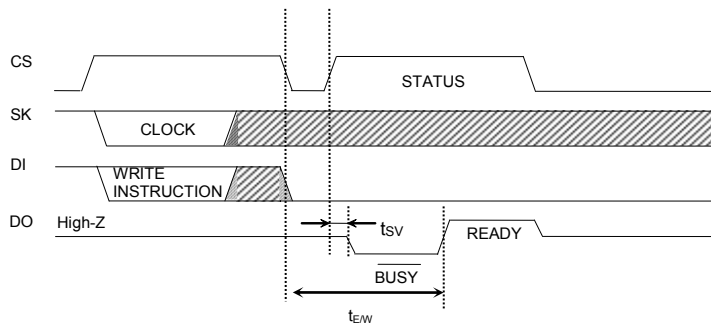 CS
STATUS
SK
CLOCK
DI
WRITE
INSTRUCTION
DO
High-Z
tSV
READY
BUSY
tE/W